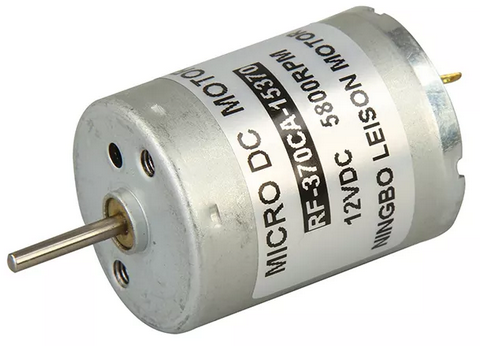 MICRO DC MOTOR
RF-370CA-15370
12VDC 5800RPM
NINGBO LEISON MOTOR